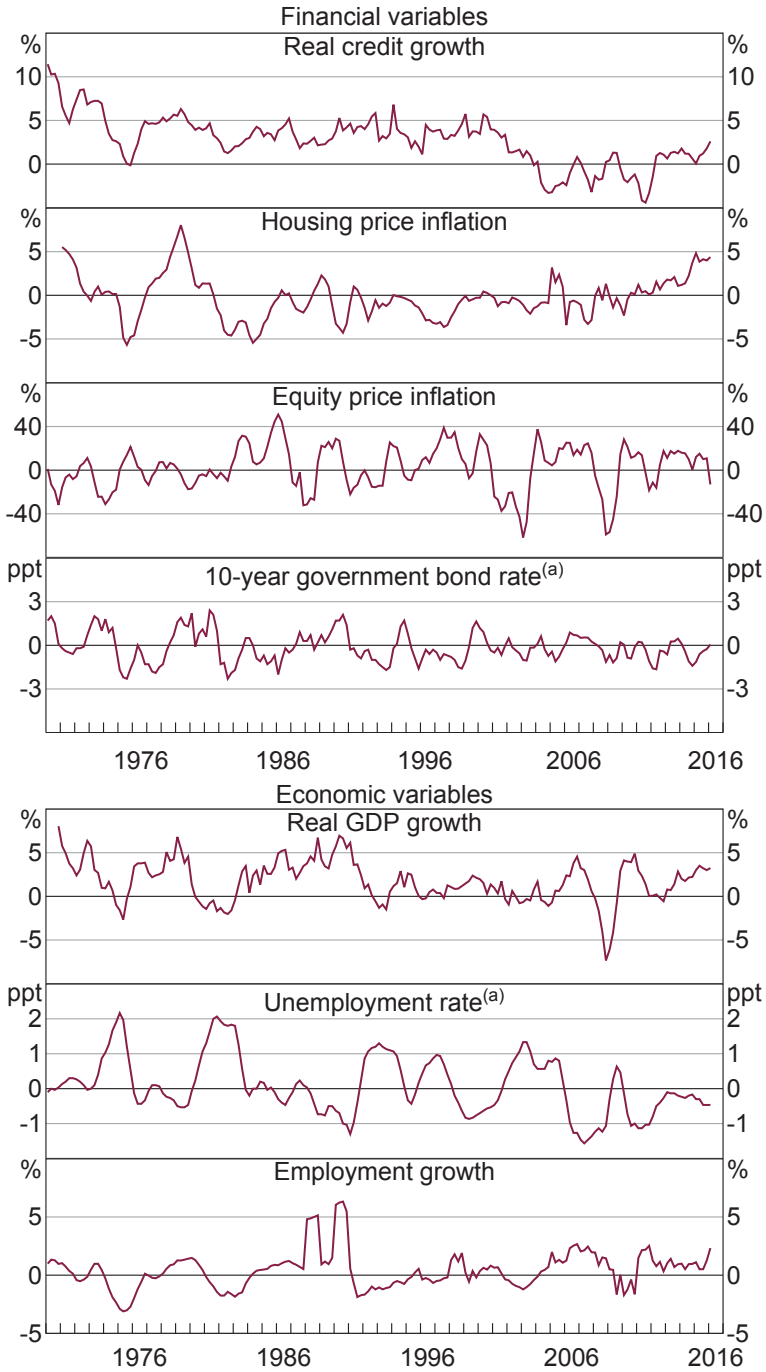 Financial variables
% Real credit growth %
10 10
5 5
0 0
% Housing price inflation %
5 5
0 0
-5 -5
% Equity price inflation %
40 40
0 0
-40 -40
ppt 10-year government bond rate(a) ppt
3 3
0 0
-3 -3
1976 1986 1996 2006 2016
Economic variables
% Real GDP growth %
5 5
0 0
-5 -5
ppt Unemployment rate(a) ppt
2 2
1 1
0 0
-1 -1
% Employment growth %
5 5
0 0
-5 -5
1976 1986 1996 2006 2016